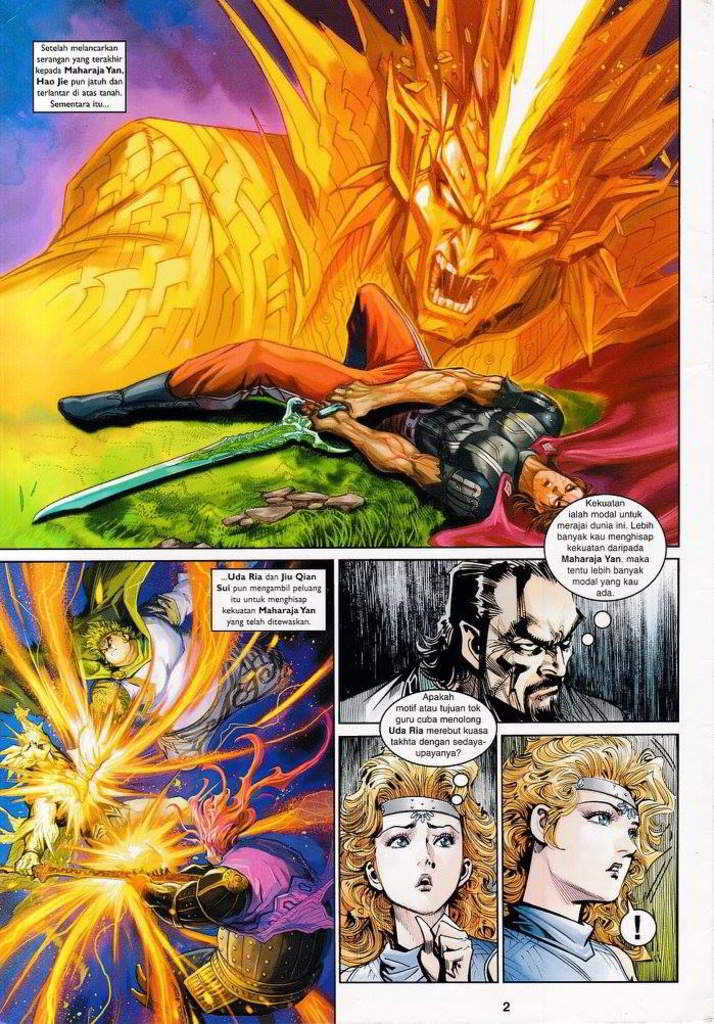 Setelah melancarkan
serangan yang terakhir
kepada Maharaja Yan,
Hao Jie pun jatuh dan
terlantar di atas tanah.
Sementara itu...
Kekuatan
ialah modal untuk
merajai dunia ini. Lebih
banyak kau menghisap
kekuatan daripada
Maharaja Yan, maka
tentu lebih banyak
modal yang kau
ada.
...Uda Ria dan Jiu Qian
Sui pun mengambil peluang
itu untuk menghisap
kekuatan Maharaja Yan
yang telah ditewaskan.
Apakah
motif atau tujuan tok
guru cuba menolong
Uda Ria merebut kuasa
takhta dengan sedaya-
upayanya?
!
2